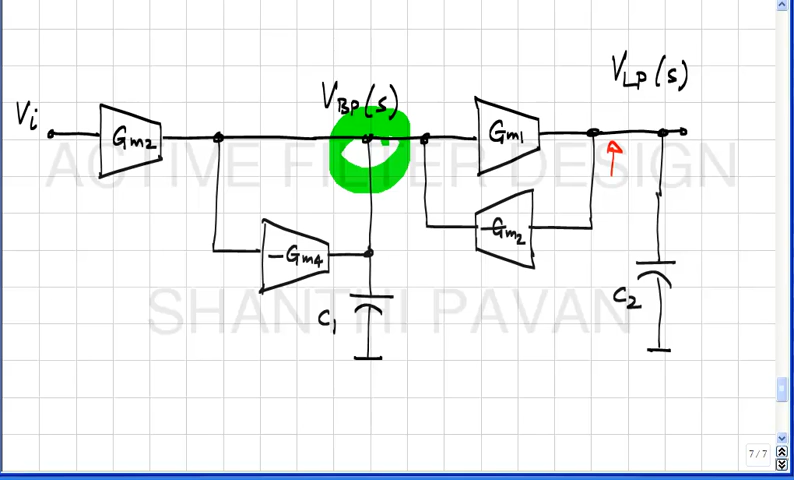 VLP(s)
Vi
VBP(s)
Gm2
Gm1
ACTIVE FILTER DESIGN
-Gm2
-Gm4
C1
C2
SHANTHI PAVAN
7 / 7